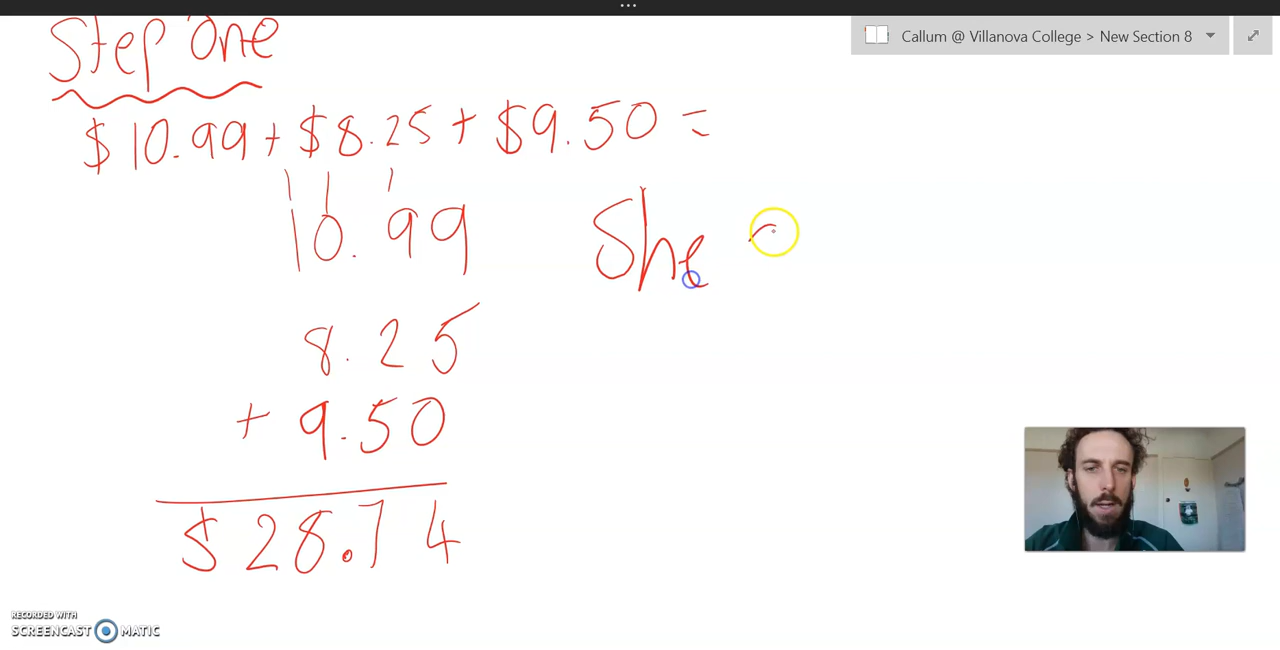 Step One
Callum @ Villanova College > New Section 8
$10.99 + $8.25 + $9.50 =
1 1 1
10.99
She
8.25
+ 9.50
$28.74
RECORDED WITH
SCREENCAST MATIC